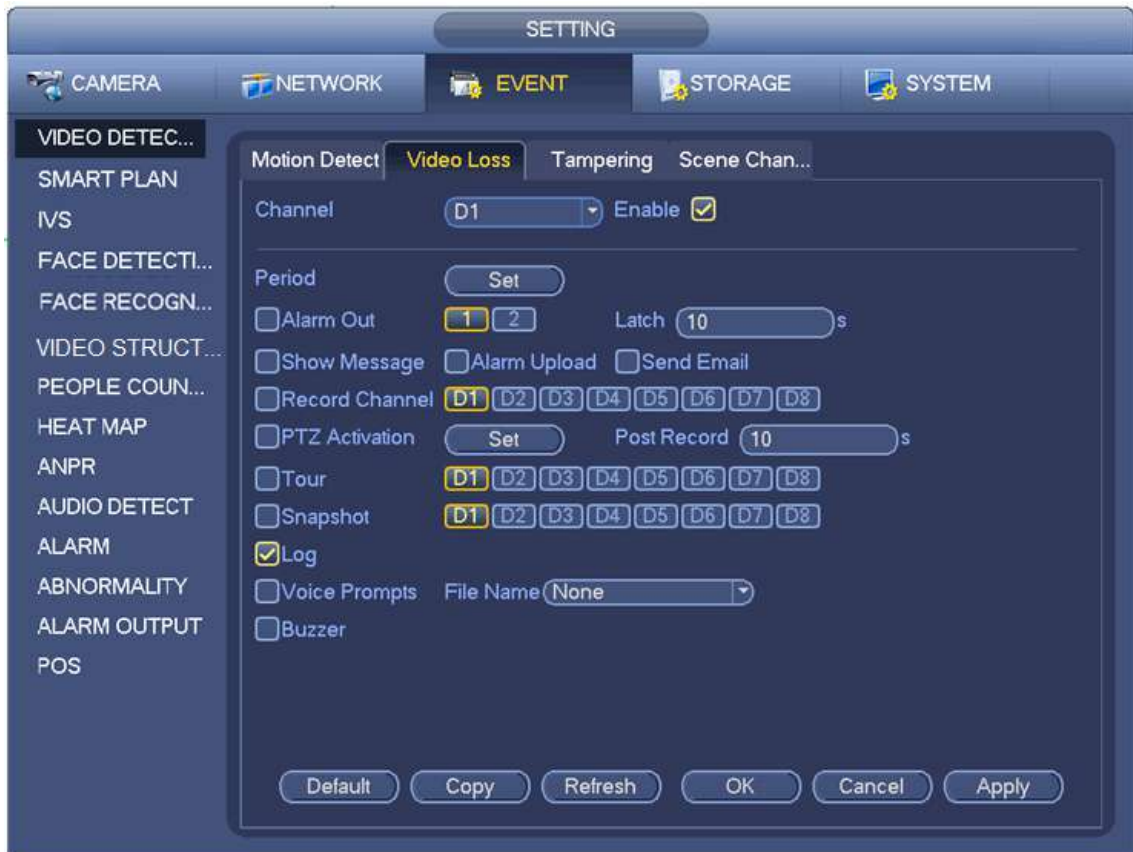 SETTING
CAMERA NETWORK EVENT STORAGE SYSTEM
VIDEO DETEC...
SMART PLAN
IVS
FACE DETECTI...
FACE RECOGN...
VIDEO STRUCT...
PEOPLE COUN...
HEAT MAP
ANPR
AUDIO DETECT
ALARM
ABNORMALITY
ALARM OUTPUT
POS
Motion Detect Video Loss Tampering Scene Chan...
Channel D1 Enable
Period Set
Alarm Out 1 2 Latch 10 s
Show Message Alarm Upload Send Email
Record Channel D1 D2 D3 D4 D5 D6 D7 D8
PTZ Activation Set Post Record 10 s
Tour D1 D2 D3 D4 D5 D6 D7 D8
Snapshot D1 D2 D3 D4 D5 D6 D7 D8
Log
Voice Prompts File Name None
Buzzer
Default Copy Refresh OK Cancel Apply